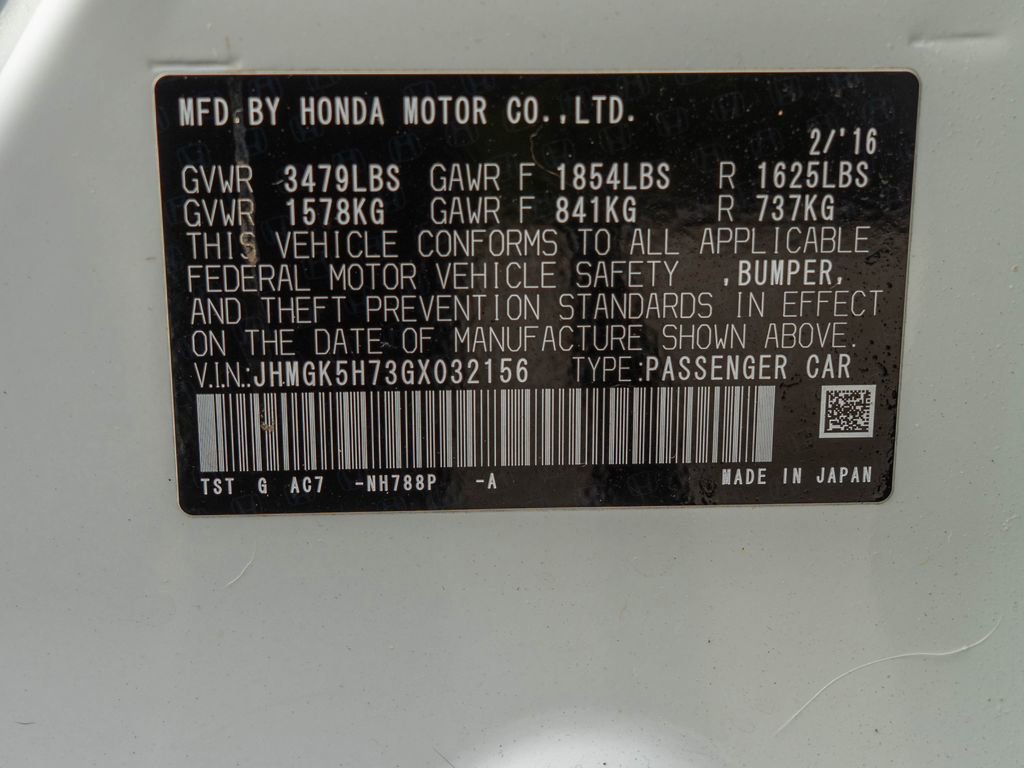 MFD.BY HONDA MOTOR CO.,LTD.
2/'16
GVWR 3479LBS GAWR F 1854LBS R 1625LBS
GVWR 1578KG GAWR F 841KG R 737KG
THIS VEHICLE CONFORMS TO ALL APPLICABLE
FEDERAL MOTOR VEHICLE SAFETY ,BUMPER,
AND THEFT PREVENTION STANDARDS IN EFFECT
ON THE DATE OF MANUFACTURE SHOWN ABOVE.
V.I.N.:JHMGK5H73GX032156 TYPE:PASSENGER CAR
TST G AC7 -NH788P -A MADE IN JAPAN